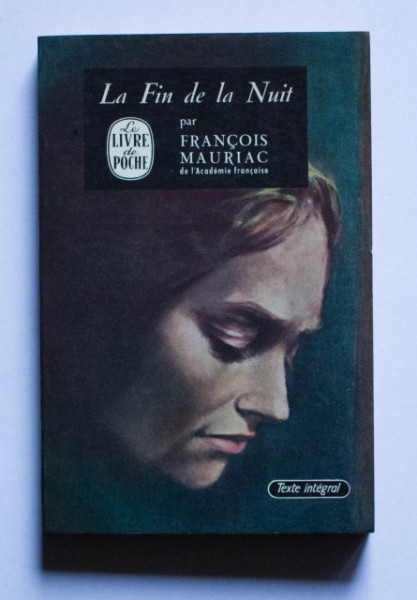 La Fin de la Nuit
Le
LIVRE
de
POCHE
par
FRANÇOIS
MAURIAC
de l'Académie française
Texte intégral